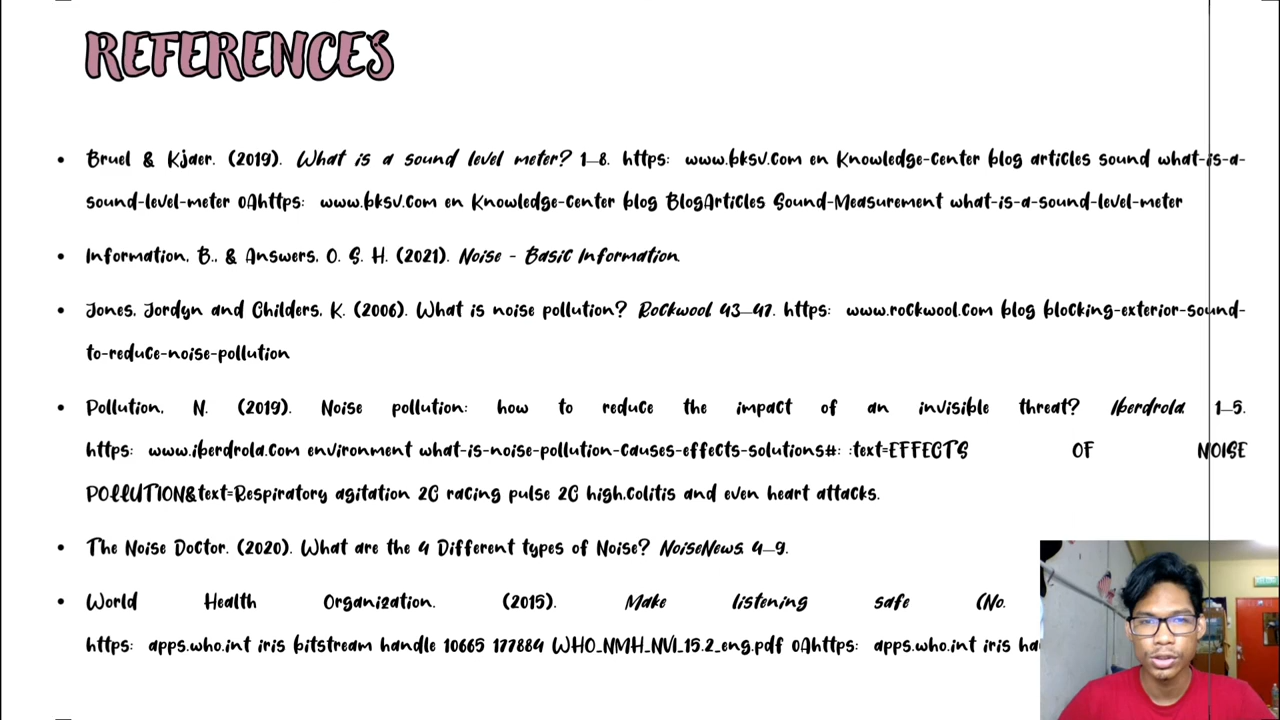 REFERENCES
• Bruel & Kjaer. (2019). What is a sound level meter? 1–8. https: www.bksv.com en Knowledge-Center blog articles sound what-is-a-
sound-level-meter 0Ahttps: www.bksv.com en Knowledge-Center blog BlogArticles Sound-Measurement what-is-a-sound-level-meter
• Information, B., & Answers, O. S. H. (2021). Noise - Basic Information.
• Jones, Jordyn and Childers, K. (2006). What is noise pollution? Rockwool 43–47. https: www.rockwool.com blog blocking-exterior-sound-
to-reduce-noise-pollution
• Pollution, N. (2019). Noise pollution: how to reduce the impact of an invisible threat? Iberdrola 1–5.
https: www.iberdrola.com environment what-is-noise-pollution-causes-effects-solutions#: :text=EFFECTS OF NOISE
POLLUTION&text=Respiratory agitation 2C racing pulse 2C high,colitis and even heart attacks.
• The Noise Doctor. (2020). What are the 4 Different types of Noise? NoiseNews 4–9.
• World Health Organization. (2015). Make listening safe (No.
https: apps.who.int iris bitstream handle 10665 177884 WHO_NMH_NVI_15.2_eng.pdf 0Ahttps: apps.who.int iris